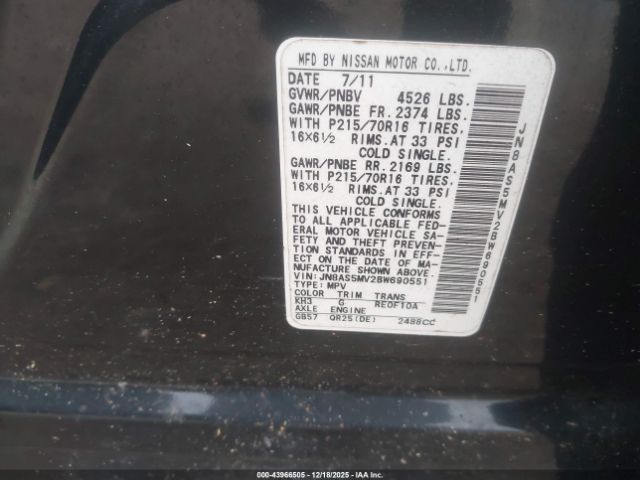 MFD BY NISSAN MOTOR CO.,LTD.
DATE 7/11
GVWR/PNBV 4526 LBS.
GAWR/PNBE FR. 2374 LBS.
WITH P215/70R16 TIRES,
16X6½ RIMS.AT 33 PSI
COLD SINGLE.
GAWR/PNBE RR. 2169 LBS.
WITH P215/70R16 TIRES,
16X6½ RIMS.AT 33 PSI
COLD SINGLE.
THIS VEHICLE CONFORMS
TO ALL APPLICABLE FED-
ERAL MOTOR VEHICLE SA-
FETY AND THEFT PREVEN-
TION STANDARDS IN EFF-
ECT ON THE DATE OF MA-
NUFACTURE SHOWN ABOVE.
VIN: JN8AS5MV2BW690551
TYPE: MPV
COLOR TRIM TRANS
KH3 G RE0F10A
AXLE ENGINE
GB57 QR25(DE) 2488CC
JN8AS5MV2BW690551
000-43966505 - 12/18/2025 - IAA Inc.